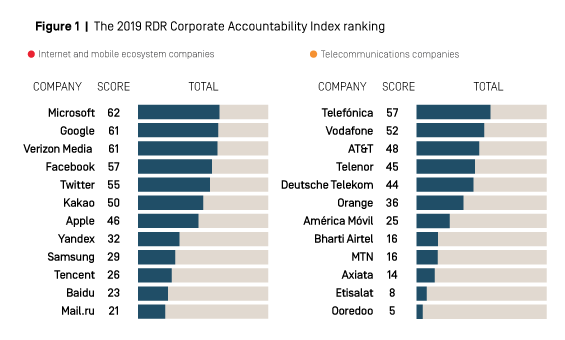 Figure 1 | The 2019 RDR Corporate Accountability Index ranking
Internet and mobile ecosystem companies
COMPANY SCORE TOTAL
Microsoft 62
Google 61
Verizon Media 61
Facebook 57
Twitter 55
Kakao 50
Apple 46
Yandex 32
Samsung 29
Tencent 26
Baidu 23
Mail.ru 21
Telecommunications companies
COMPANY SCORE TOTAL
Telefónica 57
Vodafone 52
AT&T 48
Telenor 45
Deutsche Telekom 44
Orange 36
América Móvil 25
Bharti Airtel 16
MTN 16
Axiata 14
Etisalat 8
Ooredoo 5